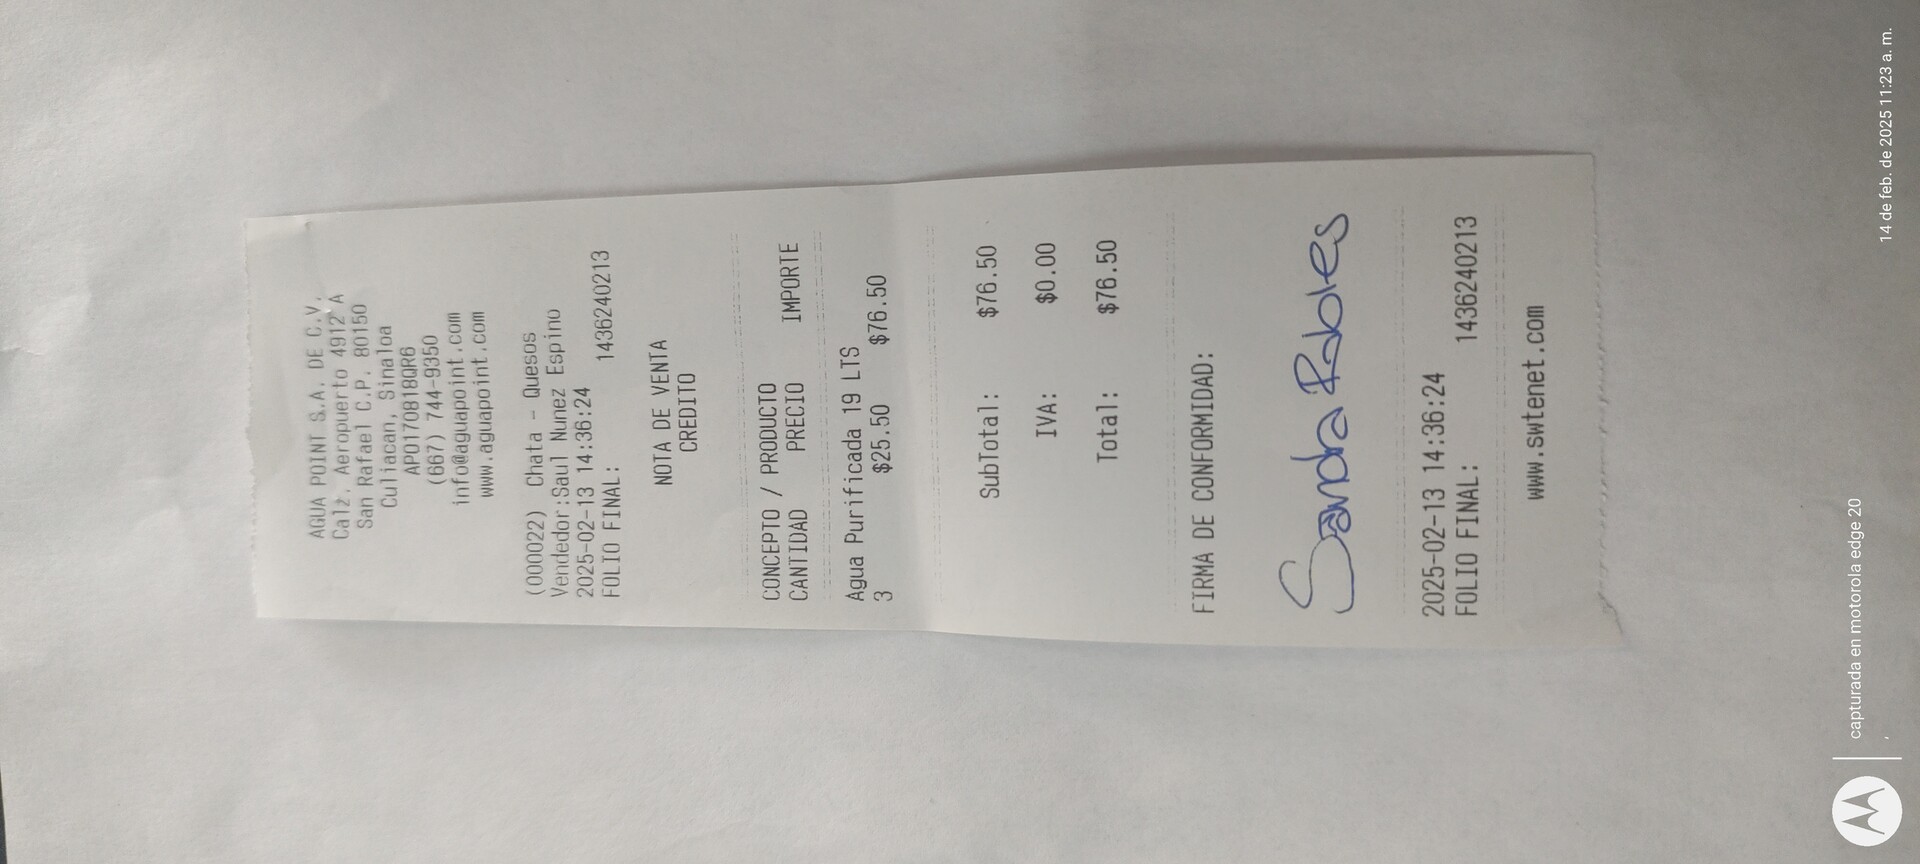 AGUA POINT S.A. DE C.V.
Calz. Aeropuerto 4912 A
San Rafael C.P. 80150
Culiacan, Sinaloa
APO170818QR6
(667) 744-9350
info@aguapoint.com
www.aguapoint.com
(000022) Chata - Quesos
Vendedor:Saul Nunez Espino
2025-02-13 14:36:24
FOLIO FINAL: 1436240213
NOTA DE VENTA
CREDITO
CONCEPTO / PRODUCTO
CANTIDAD PRECIO IMPORTE
Agua Purificada 19 LTS
3 $25.50 $76.50
SubTotal: $76.50
IVA: $0.00
Total: $76.50
FIRMA DE CONFORMIDAD:
Sandra Robles
2025-02-13 14:36:24
FOLIO FINAL: 1436240213
www.swtenet.com
capturada en motorola edge 20
,
14 de feb. de 2025 11:23 a. m.